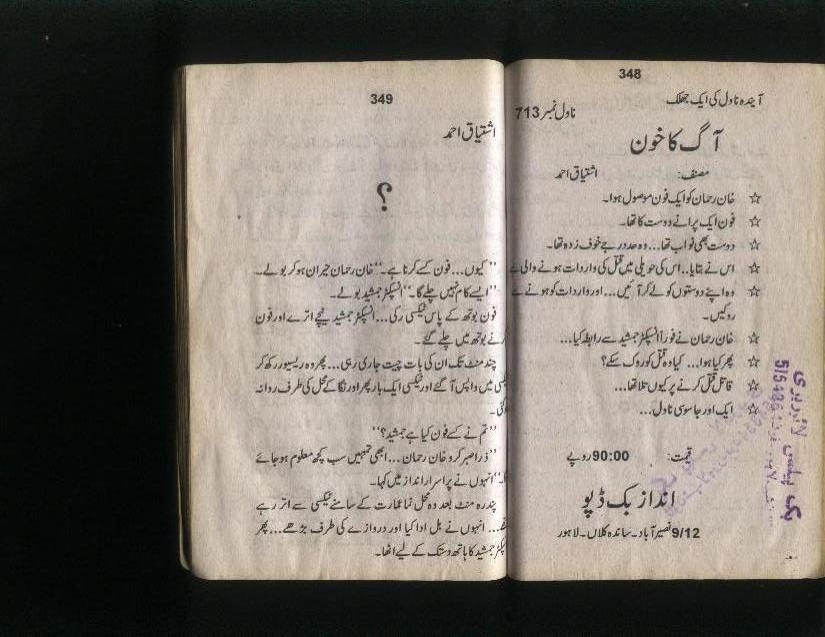 348
آیندہ ناول کی ایک جھلک
ناول نمبر 713
آگ کا خون
مصنف: اشتیاق احمد
☆ خان رحمان کو ایک فون موصول ہوا۔
☆ فون ایک پرانے دوست کا تھا۔
☆ دوست بھی نواب تھا... وہ حد درجے خوف زدہ تھا۔
☆ اس نے بتایا.. اس کی حویلی میں قتل کی واردات ہونے والی ہے
☆ وہ اپنے دوستوں کو لے کر آئیں... اور واردات کو ہونے سے
روکیں۔
☆ خان رحمان نے فوراً انسپکٹر جمشید سے رابطہ کیا...
☆ پھر کیا ہوا... کیا وہ قتل کو روک سکے؟
☆ قاتل قتل کرنے پر کیوں تلا تھا...
☆ ایک اور جاسوسی ناول...
قیمت: 90:00 روپے
انداز بک ڈپو
9/12 نصیر آباد۔ ساندہ کلاں۔ لاہور
پیلس لائبریری
349
اشتیاق احمد
؟
’’کیوں... فون کسے کرنا ہے۔‘‘ خان رحمان حیران ہو کر بولے۔
’’ایسے کام نہیں چلے گا۔‘‘ انسپکٹر جمشید بولے۔
فون بوتھ کے پاس ٹیکسی رکی... انسپکٹر جمشید نیچے اترے اور فون
کرنے بوتھ میں چلے گئے۔
چند منٹ تک ان کی بات چیت جاری رہی... پھر وہ ریسیور رکھ کر
میں واپس آ گئے اور ٹیکسی ایک بار پھر اور نگا کے محل کی طرف روانہ
ہوئی۔
’’تم نے کسے فون کیا ہے جمشید؟‘‘
’’ذرا صبر کرو خان رحمان... ابھی تمہیں سب کچھ معلوم ہو جائے
گا۔‘‘ انہوں نے پراسرار انداز میں کہا۔
پندرہ منٹ بعد وہ محل نما عمارت کے سامنے ٹیکسی سے اتر رہے
تھے... انہوں نے بل ادا کیا اور دروازے کی طرف بڑھے... پھر
انسپکٹر جمشید کا ہاتھ دستک کے لیے اٹھا۔